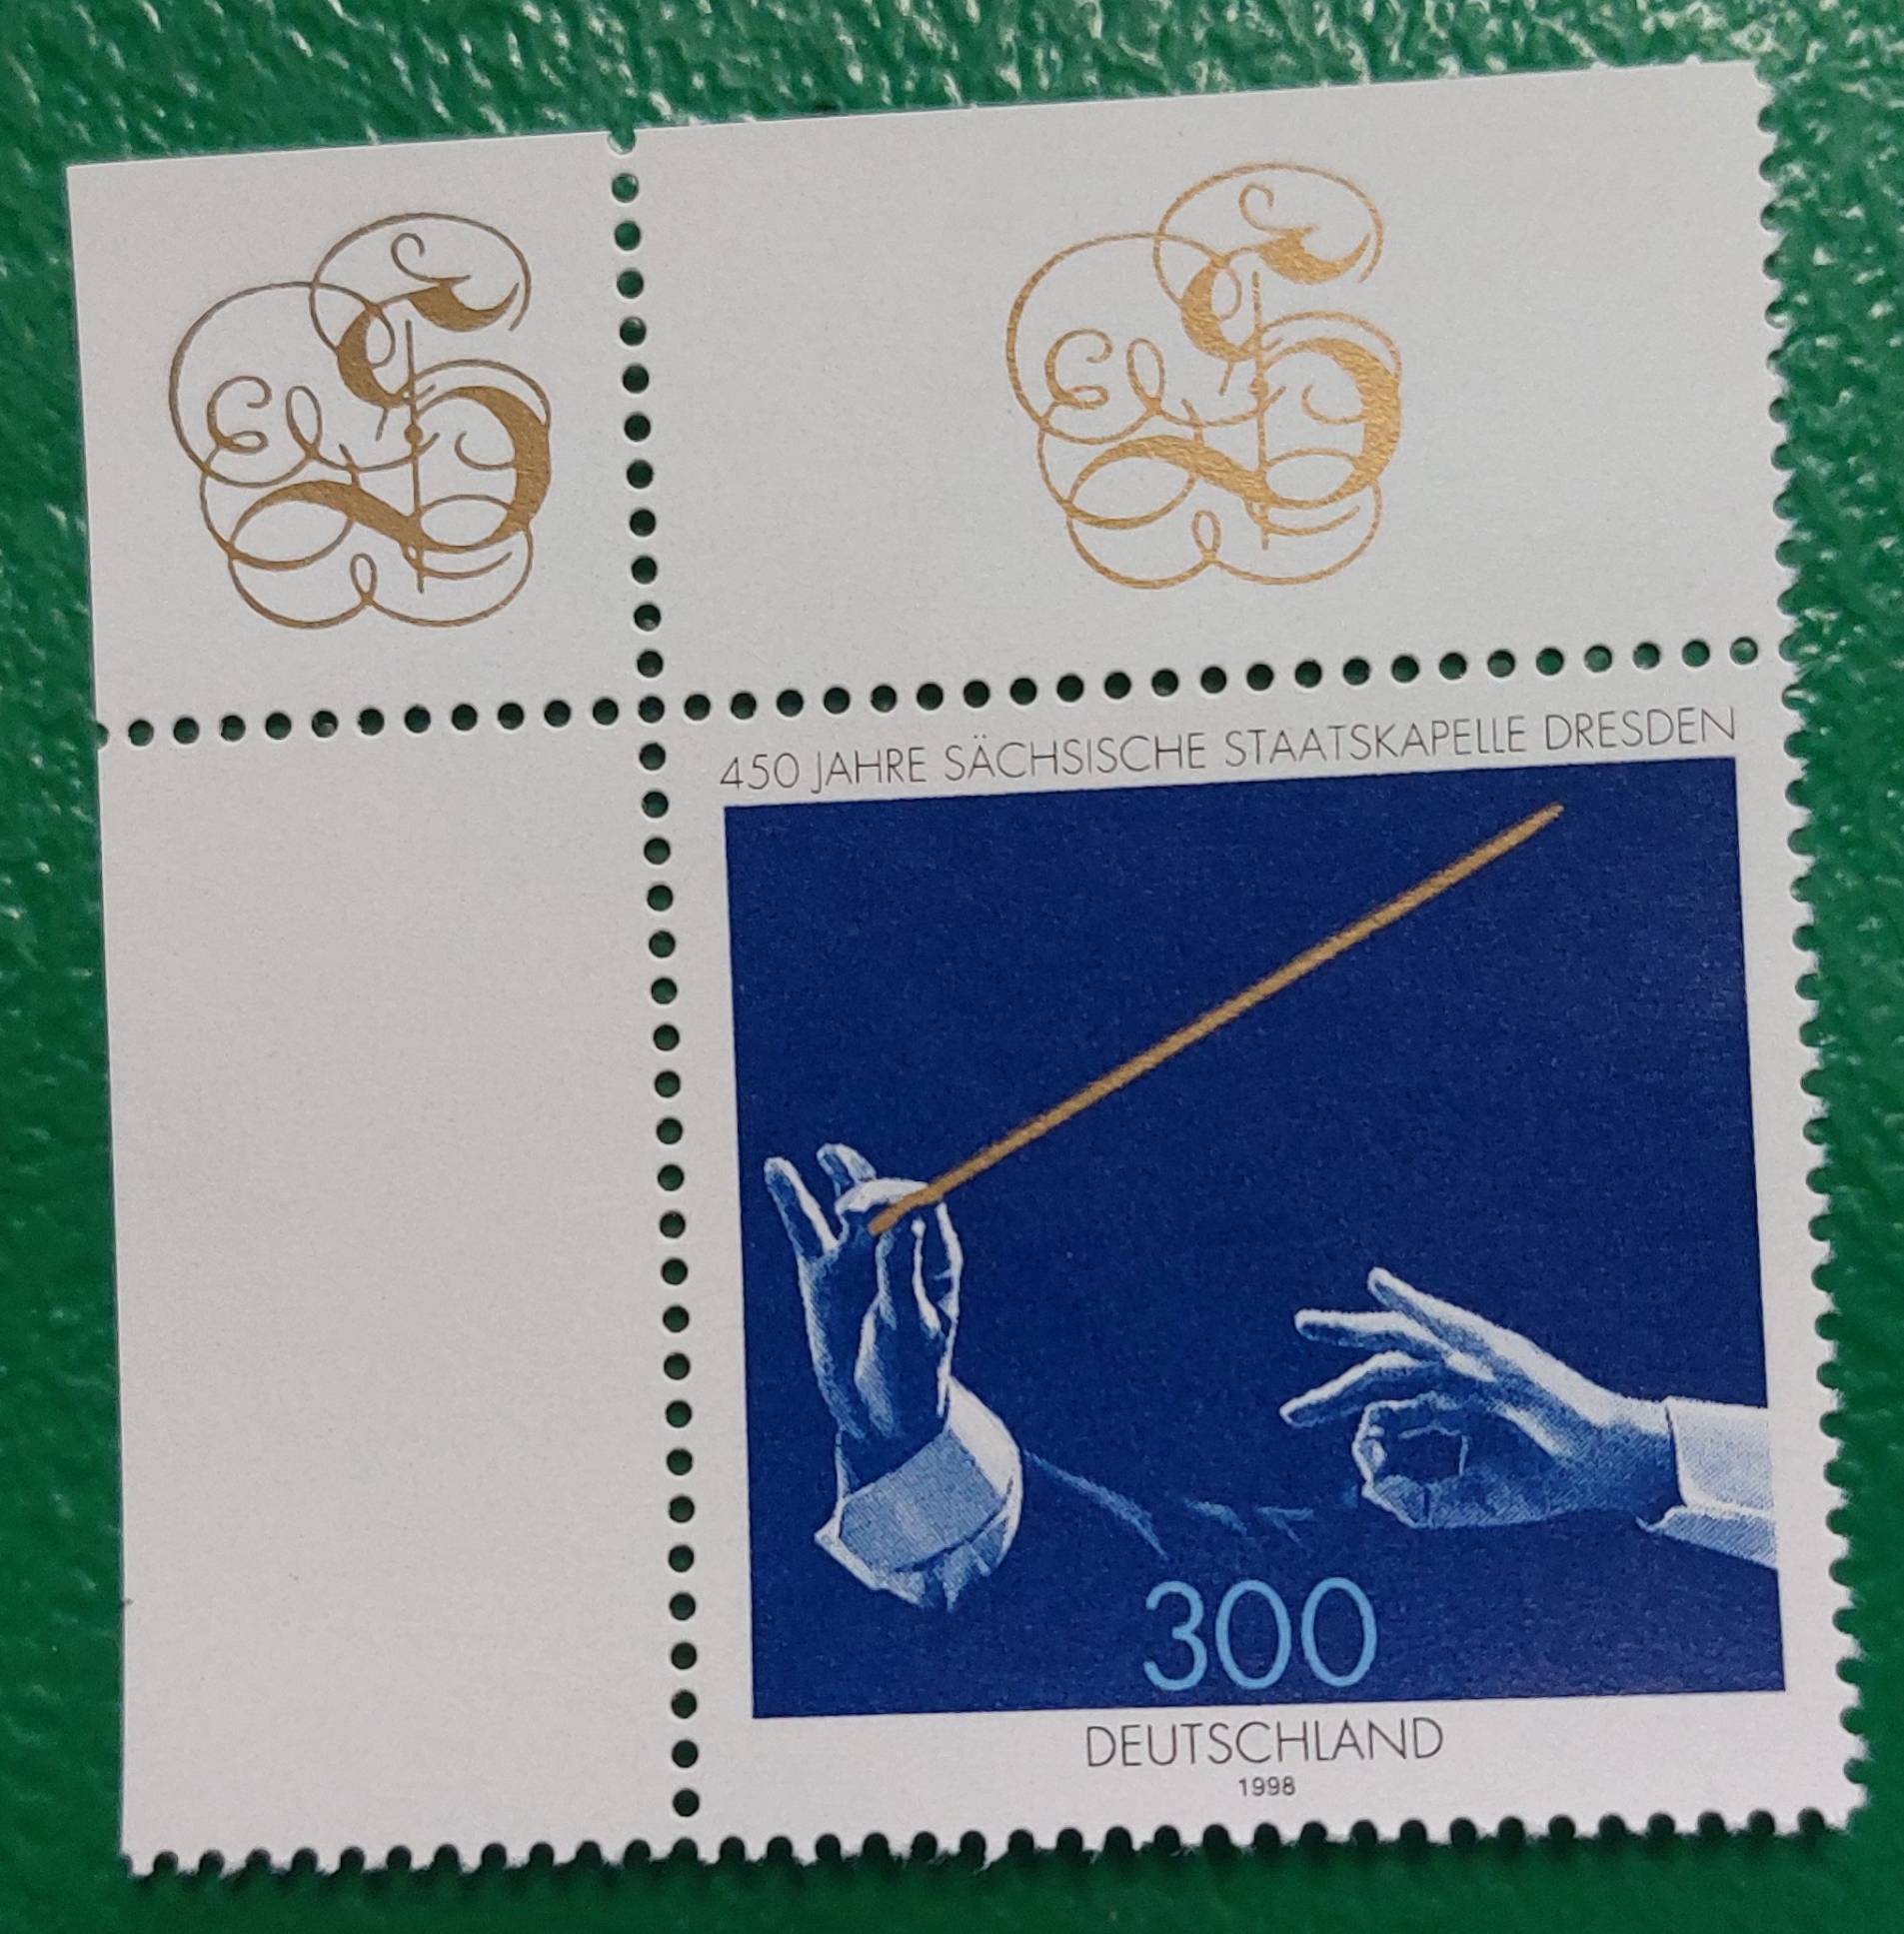 450 JAHRE SÄCHSISCHE STAATSKAPELLE DRESDEN
300
DEUTSCHLAND
1998